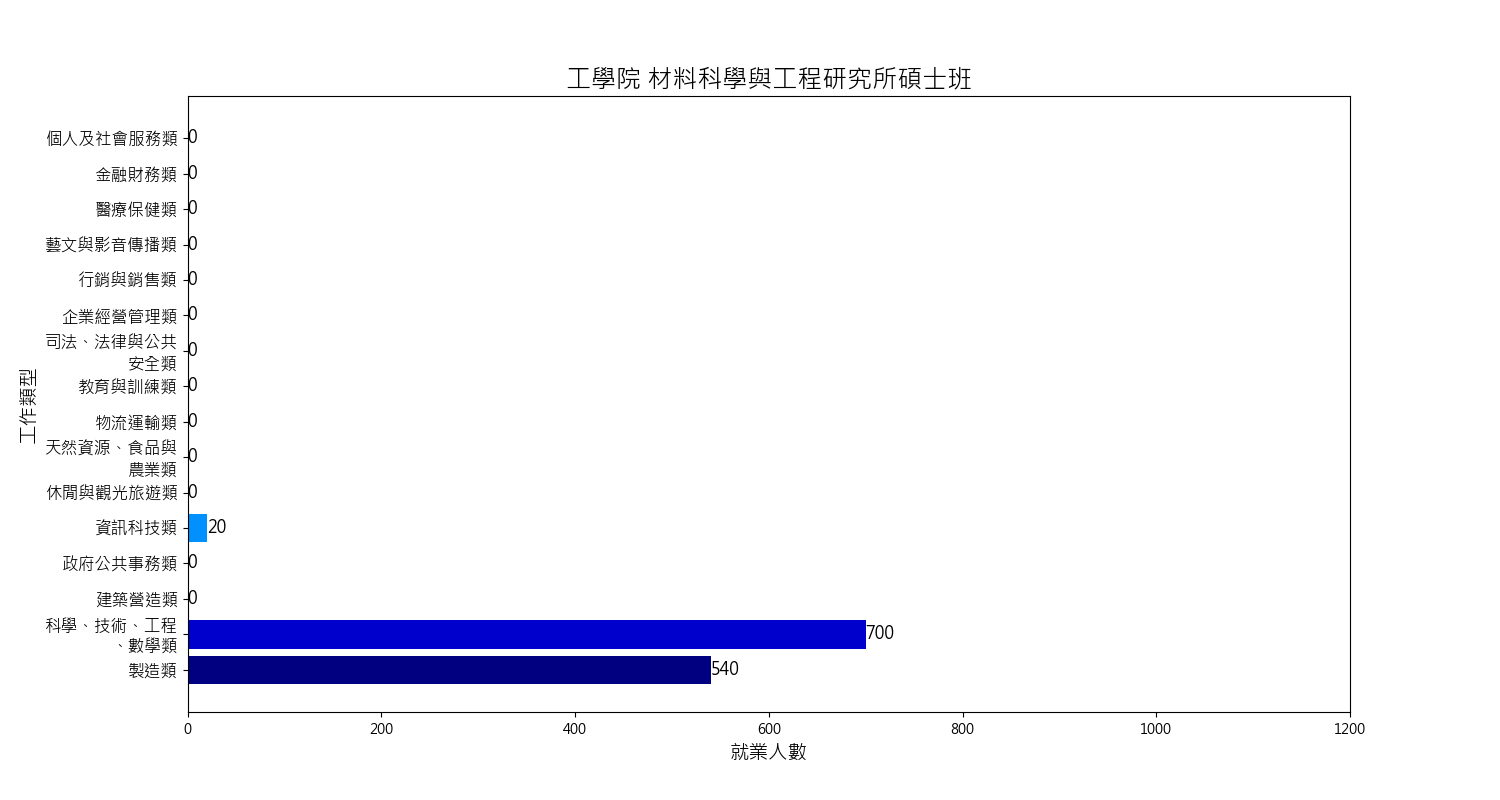 工學院 材料科學與工程研究所碩士班
個人及社會服務類 0
金融財務類 0
醫療保健類 0
藝文與影音傳播類 0
行銷與銷售類 0
企業經營管理類 0
司法、法律與公共
安全類 0
教育與訓練類 0
物流運輸類 0
天然資源、食品與
農業類 0
休閒與觀光旅遊類 0
資訊科技類 20
政府公共事務類 0
建築營造類 0
科學、技術、工程
、數學類 700
製造類 540
工作類型
0 200 400 600 800 1000 1200
就業人數